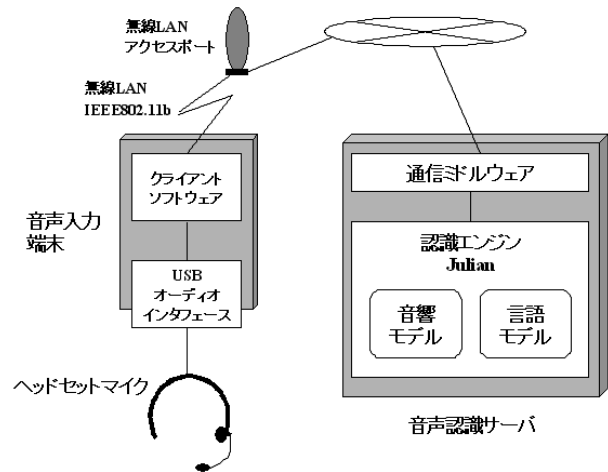 無線LAN
アクセスポート
無線LAN
IEEE802.11b
クライアント
ソフトウェア
音声入力
端末
USB
オーディオ
インタフェース
ヘッドセットマイク
通信ミドルウェア
認識エンジン
Julian
音響
モデル
言語
モデル
音声認識サーバ